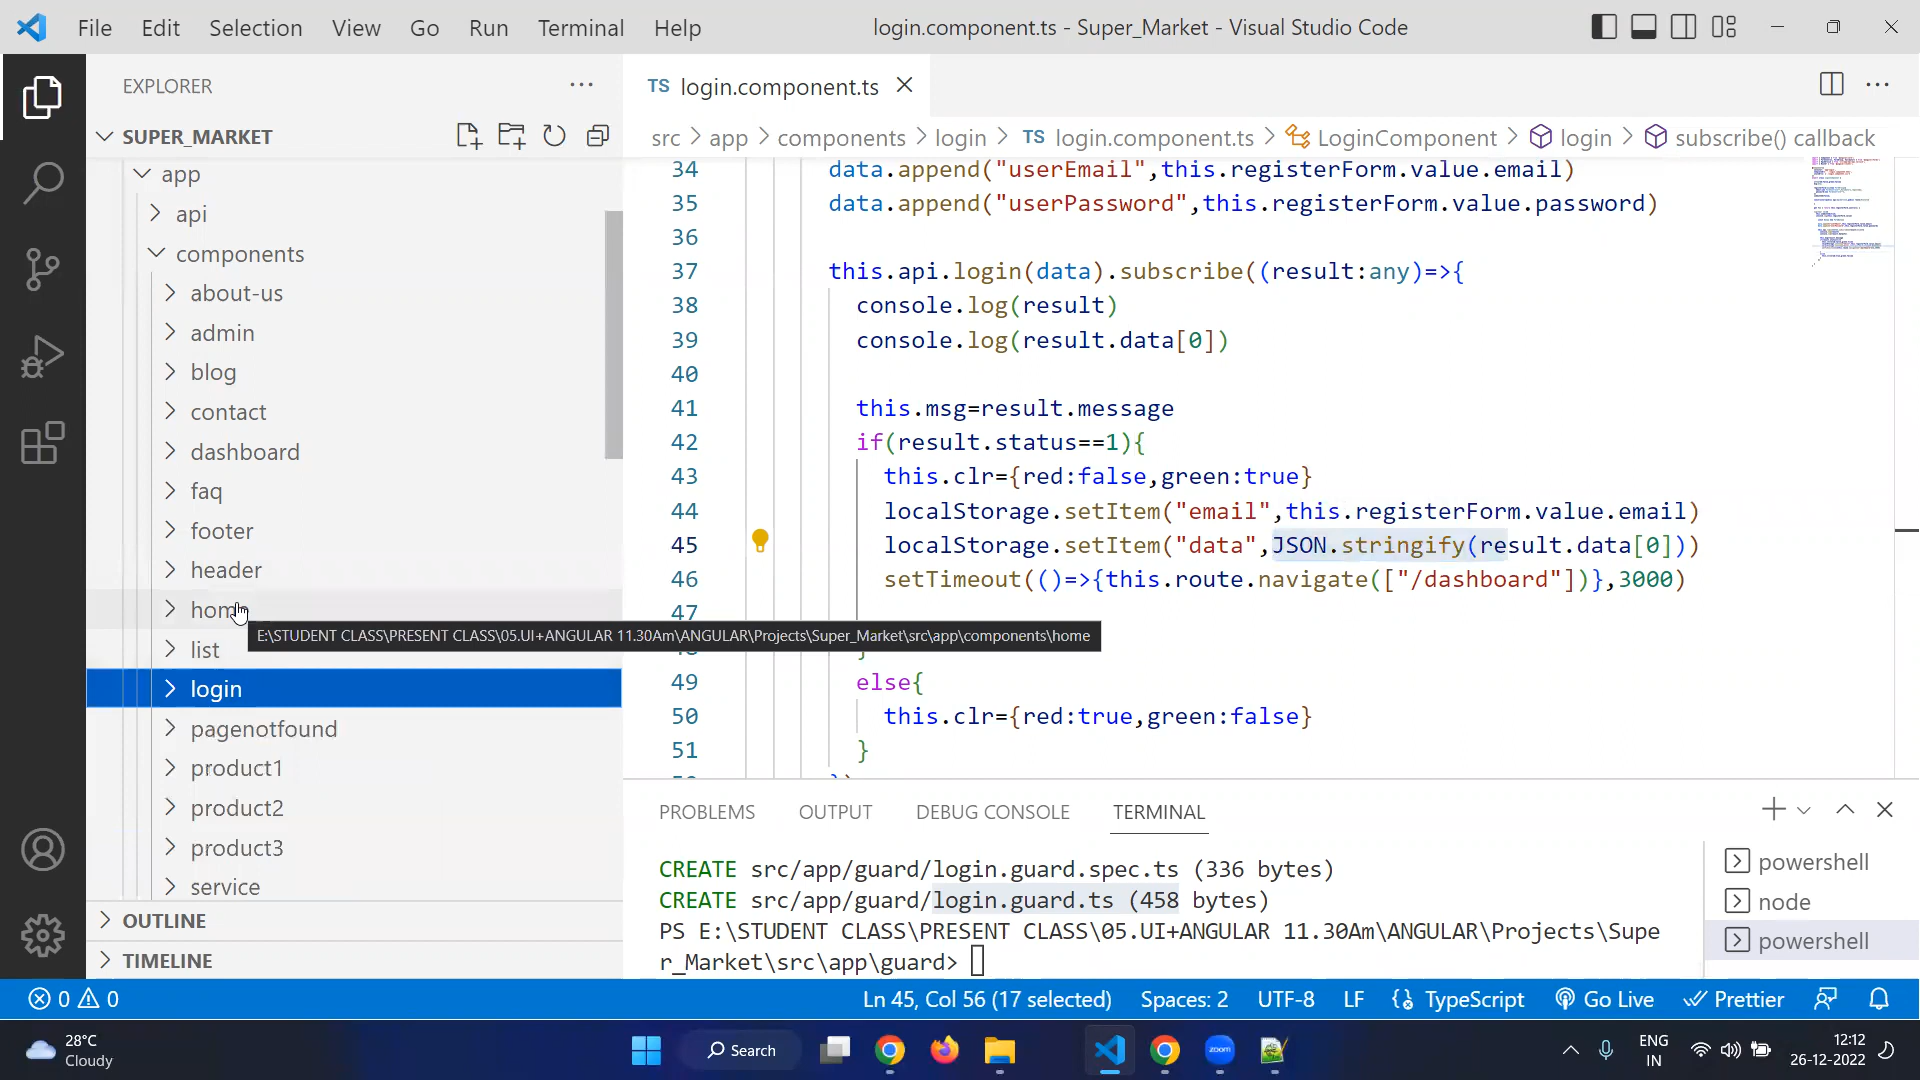 File Edit Selection View Go Run Terminal Help
login.component.ts - Super_Market - Visual Studio Code
EXPLORER
SUPER_MARKET
app
api
components
about-us
admin
blog
contact
dashboard
faq
footer
header
home
list
login
pagenotfound
product1
product2
product3
service
OUTLINE
TIMELINE
E:\STUDENT CLASS\PRESENT CLASS\05.UI+ANGULAR 11.30Am\ANGULAR\Projects\Super_Market\src\app\components\home
TS login.component.ts
src > app > components > login > TS login.component.ts > LoginComponent > login > subscribe() callback
34 data.append("userEmail",this.registerForm.value.email)
35 data.append("userPassword",this.registerForm.value.password)
36
37 this.api.login(data).subscribe((result:any)=>{
38 console.log(result)
39 console.log(result.data[0])
40
41 this.msg=result.message
42 if(result.status==1){
43 this.clr={red:false,green:true}
44 localStorage.setItem("email",this.registerForm.value.email)
45 localStorage.setItem("data",JSON.stringify(result.data[0]))
46 setTimeout(()=>{this.route.navigate(["/dashboard"])},3000)
47
49 else{
50 this.clr={red:true,green:false}
51 }
PROBLEMS OUTPUT DEBUG CONSOLE TERMINAL
CREATE src/app/guard/login.guard.spec.ts (336 bytes)
CREATE src/app/guard/login.guard.ts (458 bytes)
PS E:\STUDENT CLASS\PRESENT CLASS\05.UI+ANGULAR 11.30Am\ANGULAR\Projects\Supe
r_Market\src\app\guard>
powershell
node
powershell
0 0
Ln 45, Col 56 (17 selected) Spaces: 2 UTF-8 LF TypeScript Go Live Prettier
28°C
Cloudy
Search
zoom
ENG
IN
12:12
26-12-2022